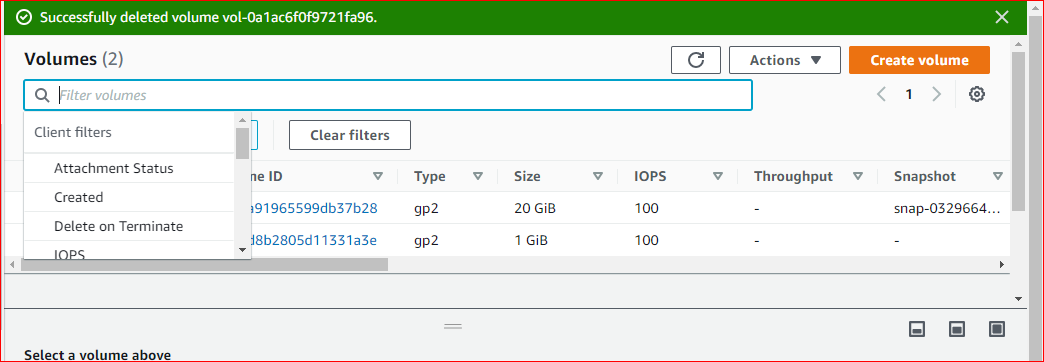 Successfully deleted volume vol-0a1ac6f0f9721fa96.
Volumes (2)
Actions
Create volume
Filter volumes
1
Client filters
Clear filters
Attachment Status
Created
Delete on Terminate
IOPS
ne ID Type Size IOPS Throughput Snapshot
a91965599db37b28 gp2 20 GiB 100 - snap-0329664...
d8b2805d11331a3e gp2 1 GiB 100 - -
Select a volume above